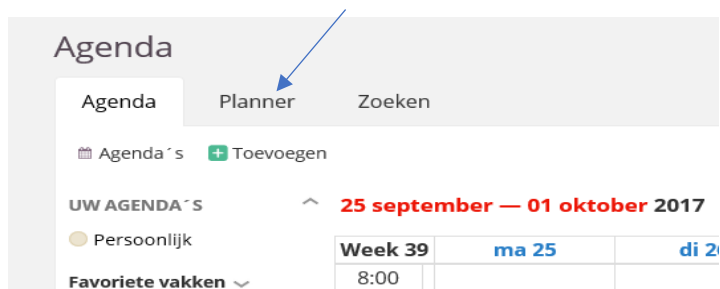 Agenda
Agenda Planner Zoeken
Agenda´s Toevoegen
UW AGENDA´S
25 september — 01 oktober 2017
Persoonlijk
Week 39 ma 25 di
Favoriete vakken
8:00